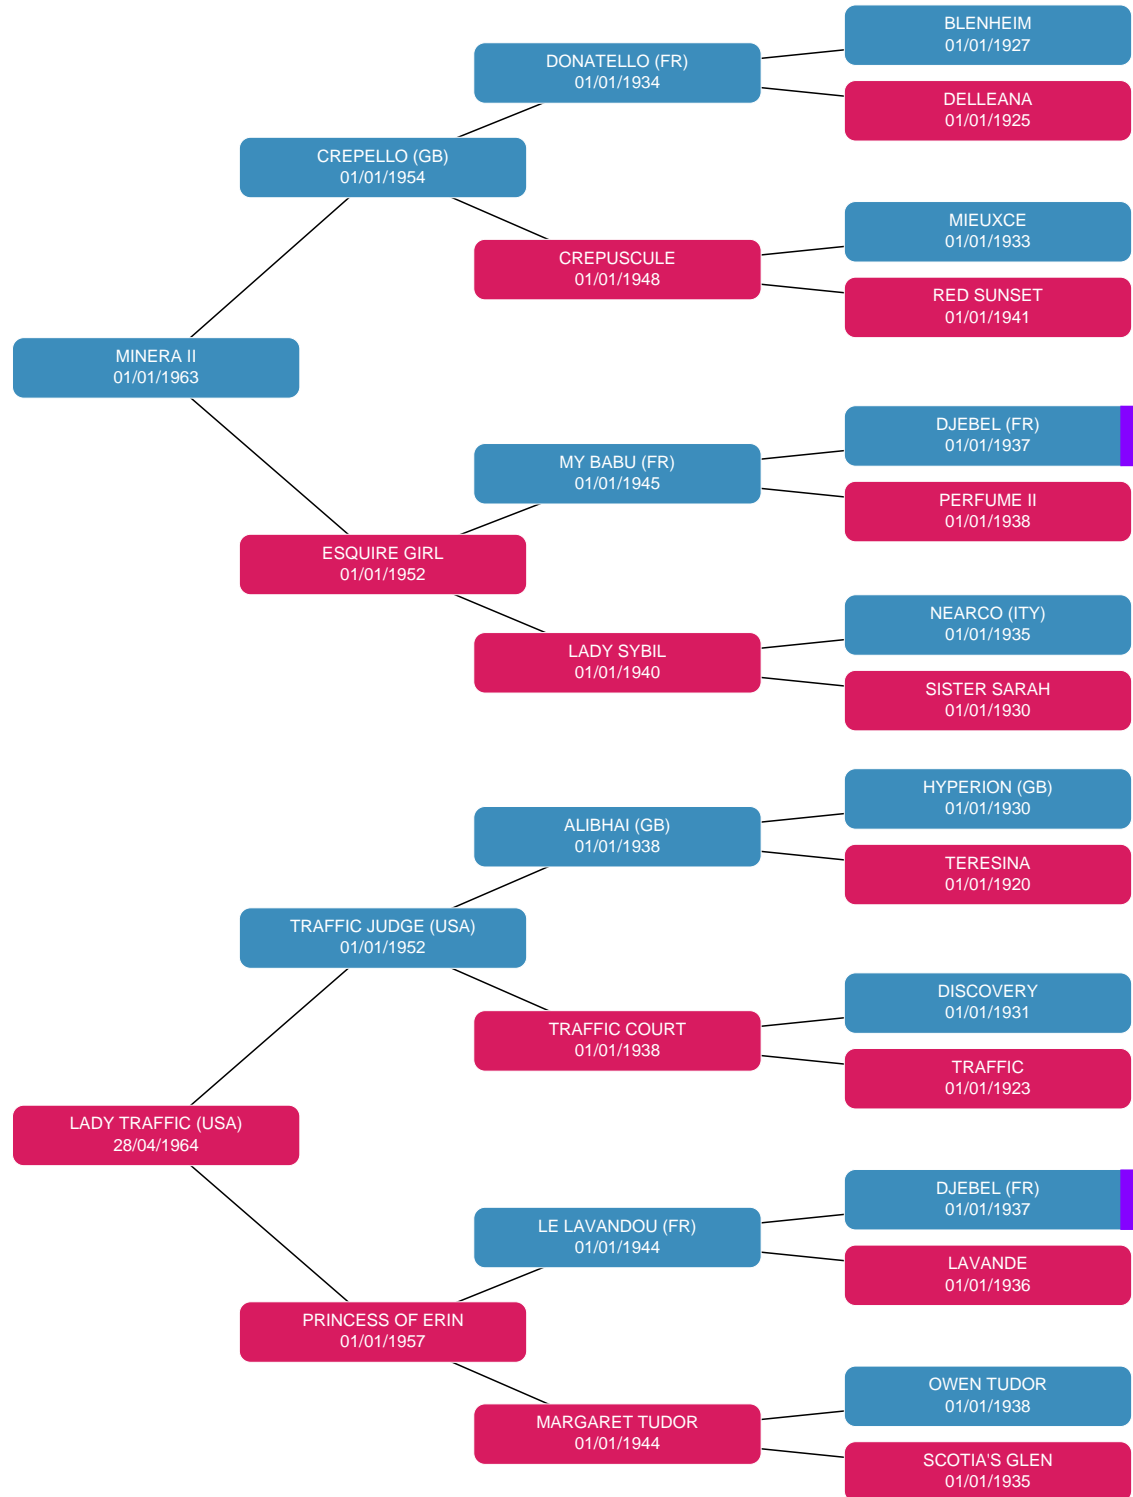 BLENHEIM
01/01/1927
DONATELLO (FR)
01/01/1934
DELLEANA
01/01/1925
CREPELLO (GB)
01/01/1954
MIEUXCE
01/01/1933
CREPUSCULE
01/01/1948
RED SUNSET
01/01/1941
MINERA II
01/01/1963
DJEBEL (FR)
01/01/1937
MY BABU (FR)
01/01/1945
PERFUME II
01/01/1938
ESQUIRE GIRL
01/01/1952
NEARCO (ITY)
01/01/1935
LADY SYBIL
01/01/1940
SISTER SARAH
01/01/1930
HYPERION (GB)
01/01/1930
ALIBHAI (GB)
01/01/1938
TERESINA
01/01/1920
TRAFFIC JUDGE (USA)
01/01/1952
DISCOVERY
01/01/1931
TRAFFIC COURT
01/01/1938
TRAFFIC
01/01/1923
LADY TRAFFIC (USA)
28/04/1964
DJEBEL (FR)
01/01/1937
LE LAVANDOU (FR)
01/01/1944
LAVANDE
01/01/1936
PRINCESS OF ERIN
01/01/1957
OWEN TUDOR
01/01/1938
MARGARET TUDOR
01/01/1944
SCOTIA'S GLEN
01/01/1935